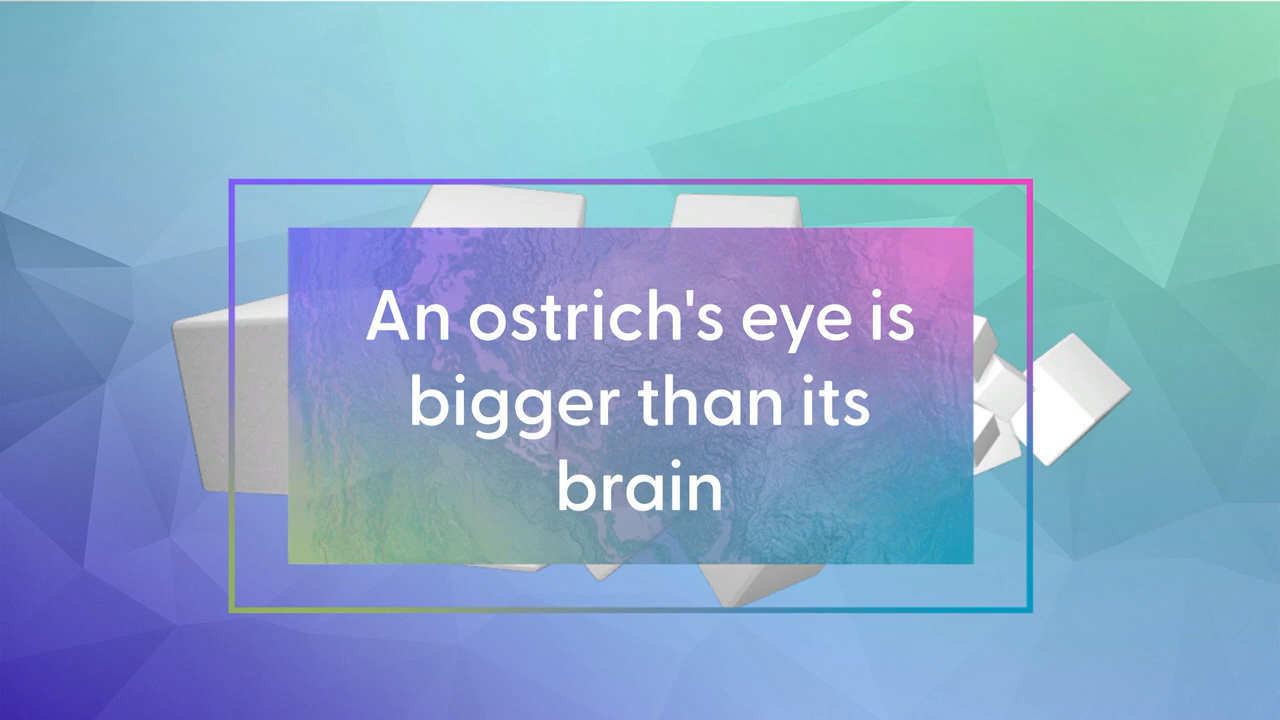 An ostrich's eye is
bigger than its
brain